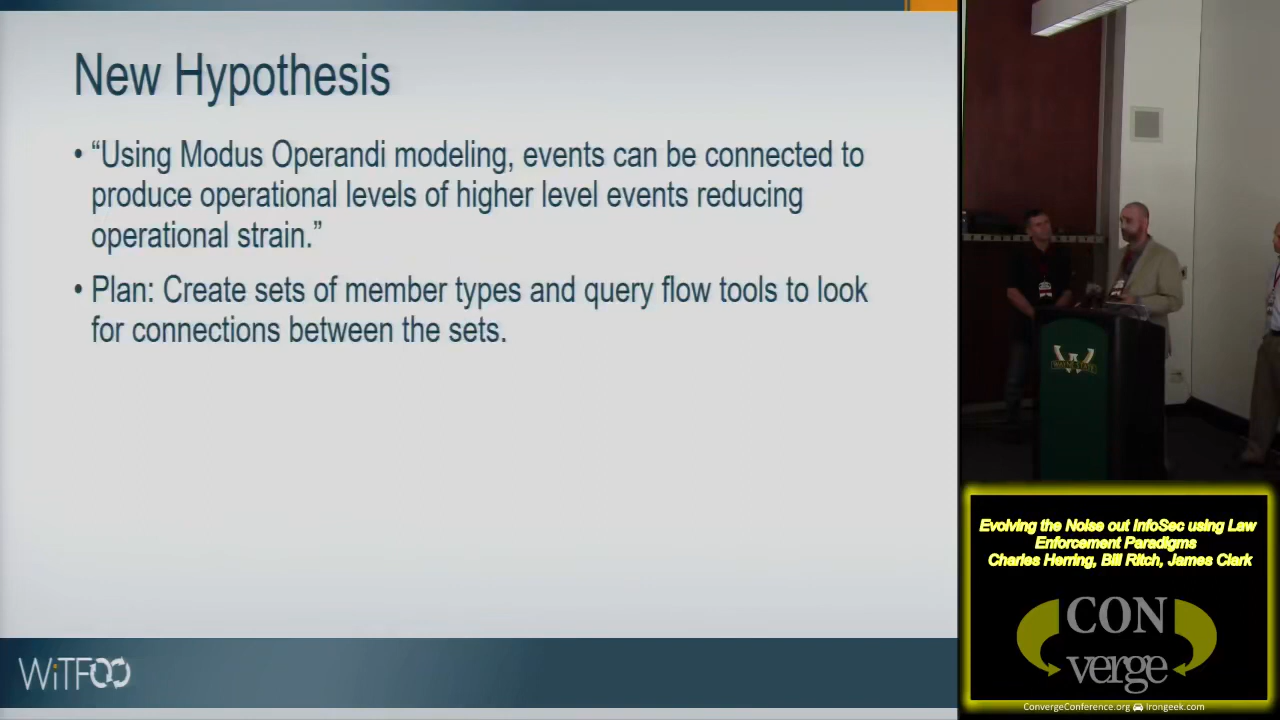 New Hypothesis
• “Using Modus Operandi modeling, events can be connected to
produce operational levels of higher level events reducing
operational strain.”
• Plan: Create sets of member types and query flow tools to look
for connections between the sets.
WiTFOO
WAYNE STATE
Evolving the Noise out InfoSec using Law
Enforcement Paradigms
Charles Herring, Bill Ritch, James Clark
CON
verge
ConvergeConference.org Irongeek.com